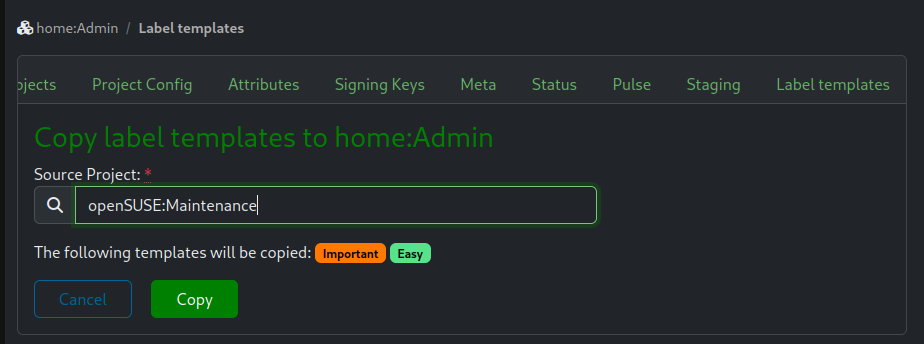 home:Admin / Label templates
ojects Project Config Attributes Signing Keys Meta Status Pulse Staging Label templates
Copy label templates to home:Admin
Source Project: *
openSUSE:Maintenance
The following templates will be copied: Important Easy
Cancel Copy